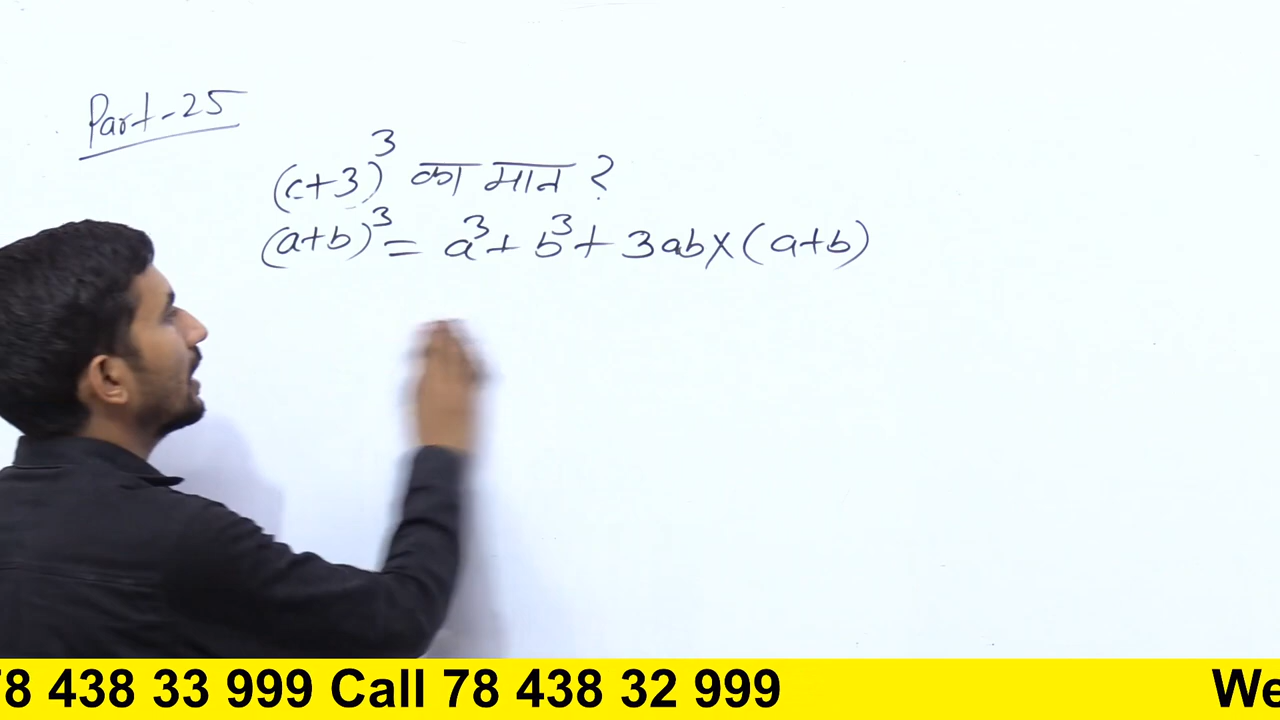 Part-25
(c+3)³ का मान ?
(a+b)³ = a³ + b³ + 3ab×(a+b)
78 438 33 999 Call 78 438 32 999 We